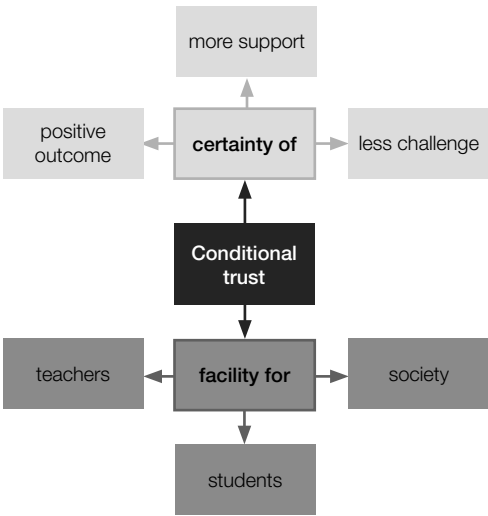 more support
positive
outcome
certainty of
less challenge
Conditional
trust
teachers
facility for
society
students